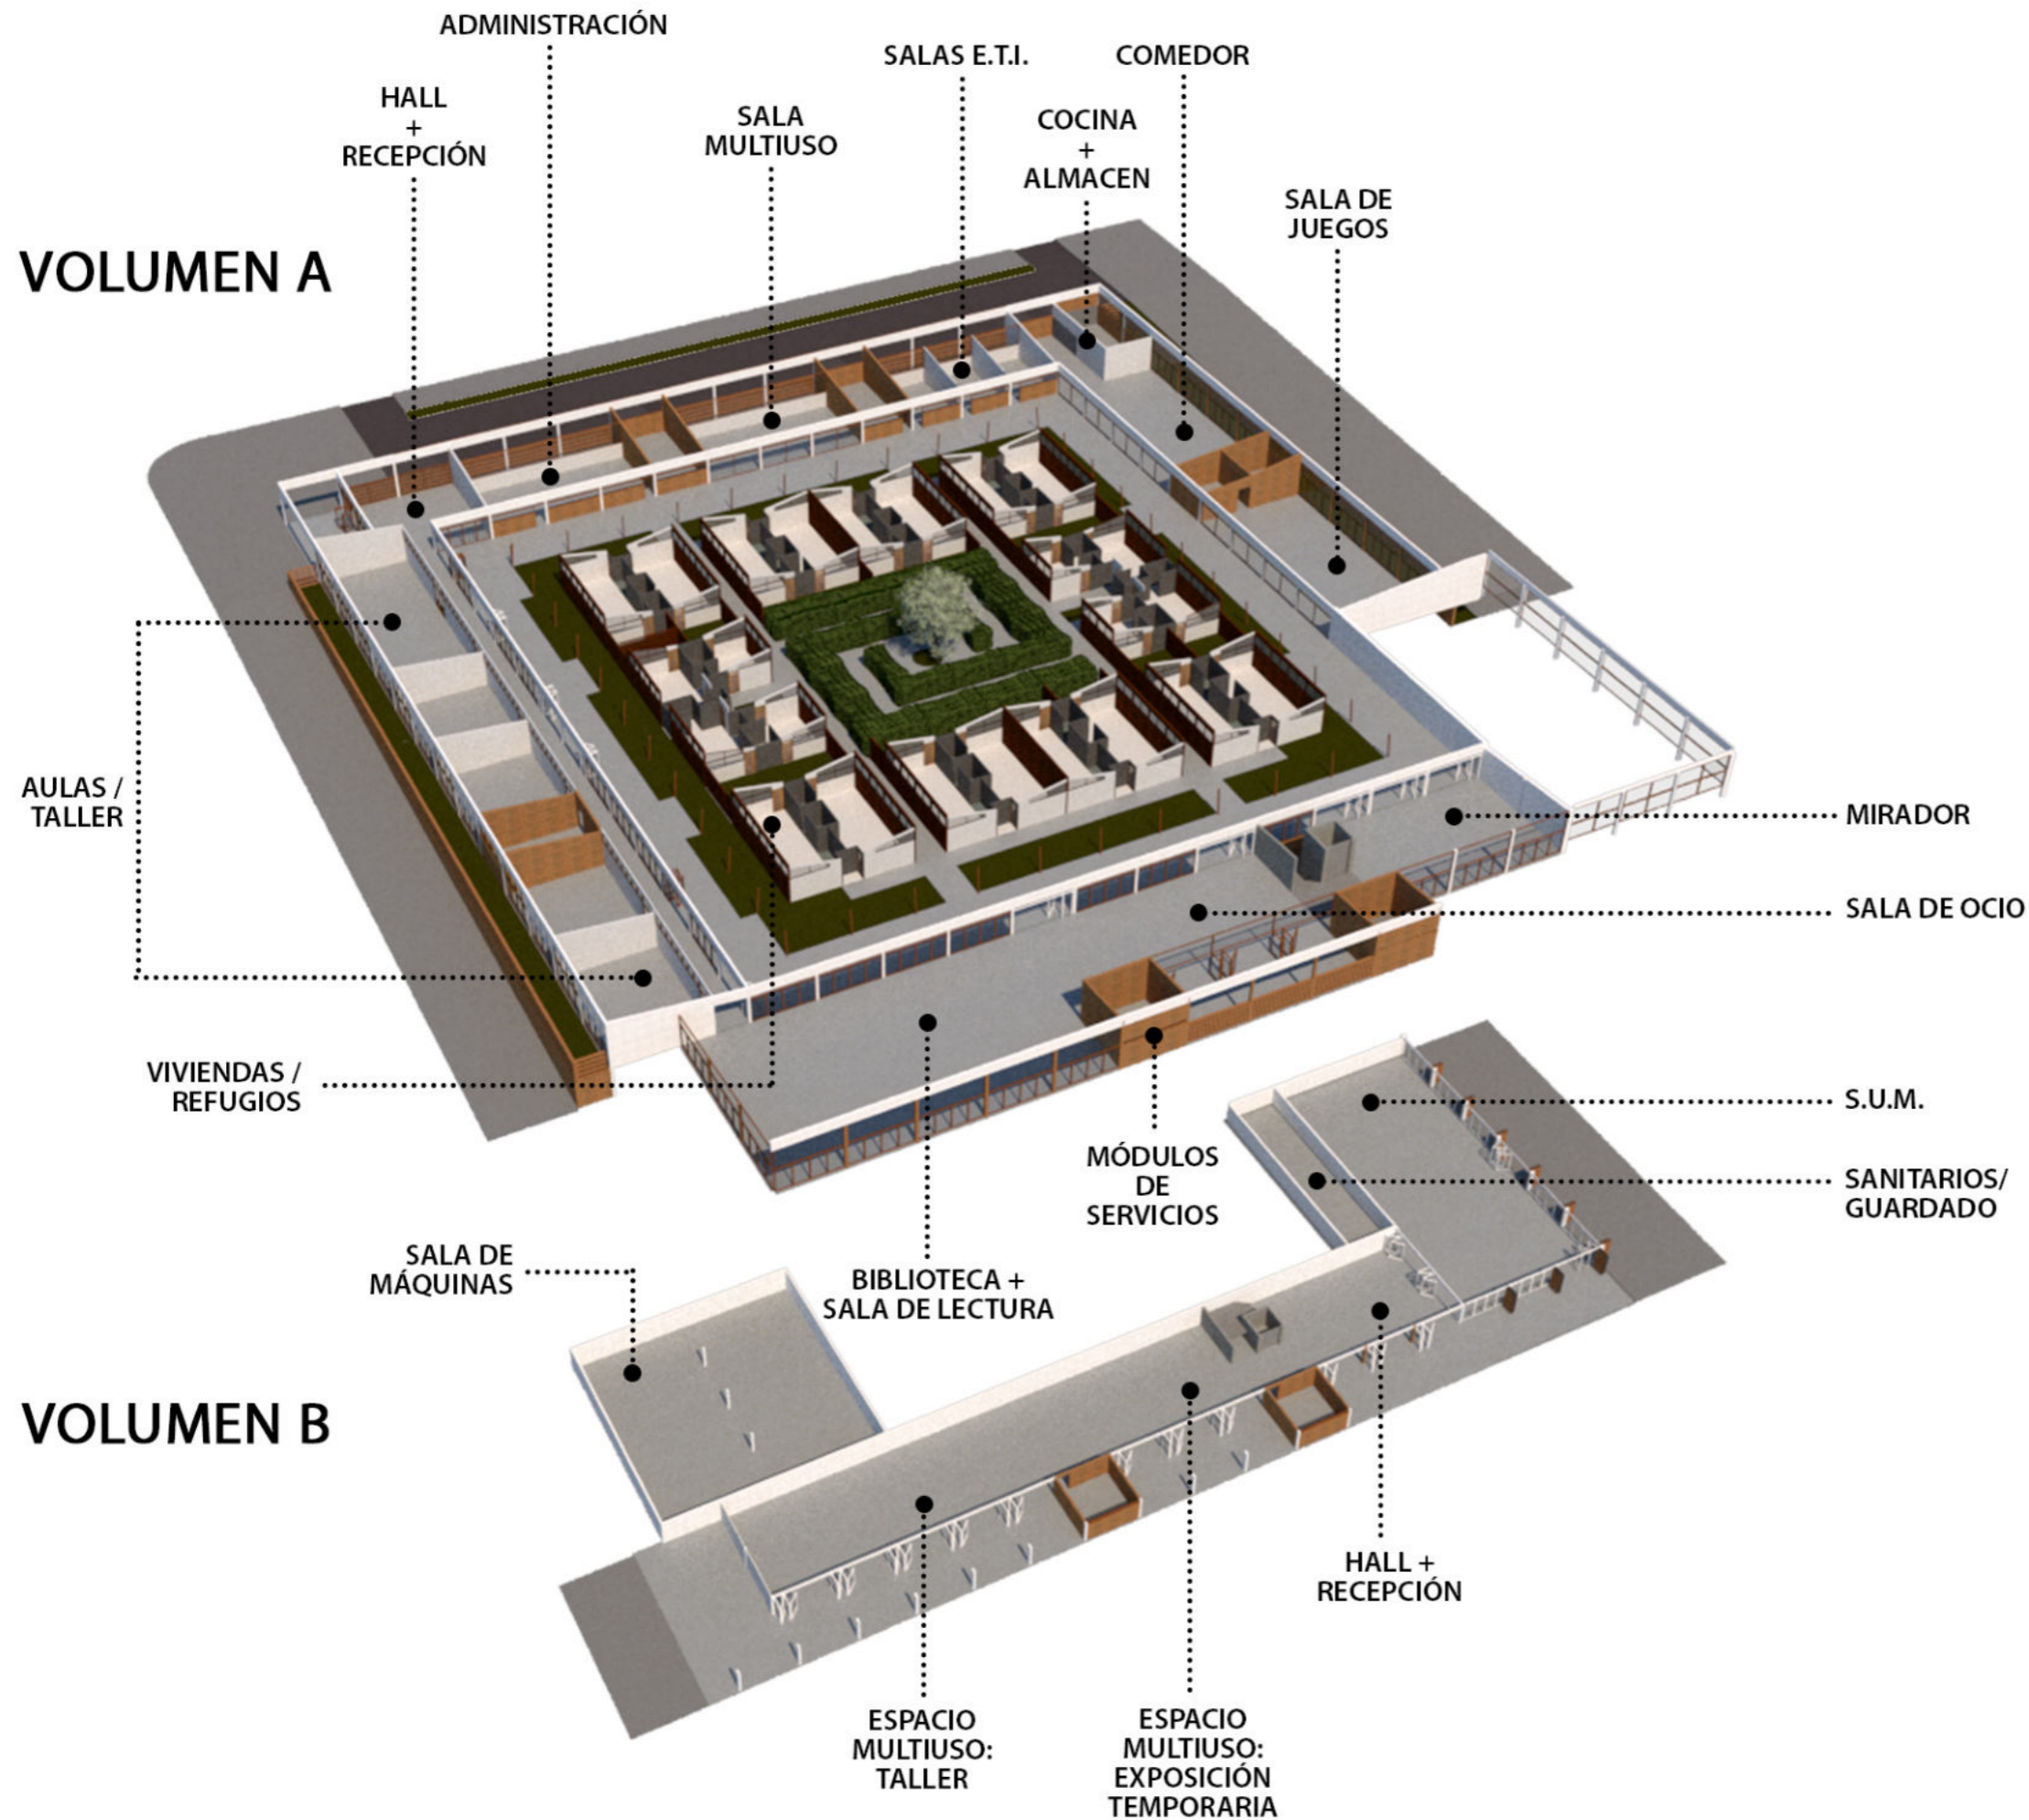 ADMINISTRACIÓN
SALAS E.T.I.
COMEDOR
HALL
+
RECEPCIÓN
SALA
MULTIUSO
COCINA
+
ALMACEN
SALA DE
JUEGOS
VOLUMEN A
AULAS /
TALLER
MIRADOR
SALA DE OCIO
VIVIENDAS /
REFUGIOS
S.U.M.
MÓDULOS
DE
SERVICIOS
SANITARIOS/
GUARDADO
SALA DE
MÁQUINAS
BIBLIOTECA +
SALA DE LECTURA
VOLUMEN B
HALL +
RECEPCIÓN
ESPACIO
MULTIUSO:
TALLER
ESPACIO
MULTIUSO:
EXPOSICIÓN
TEMPORARIA